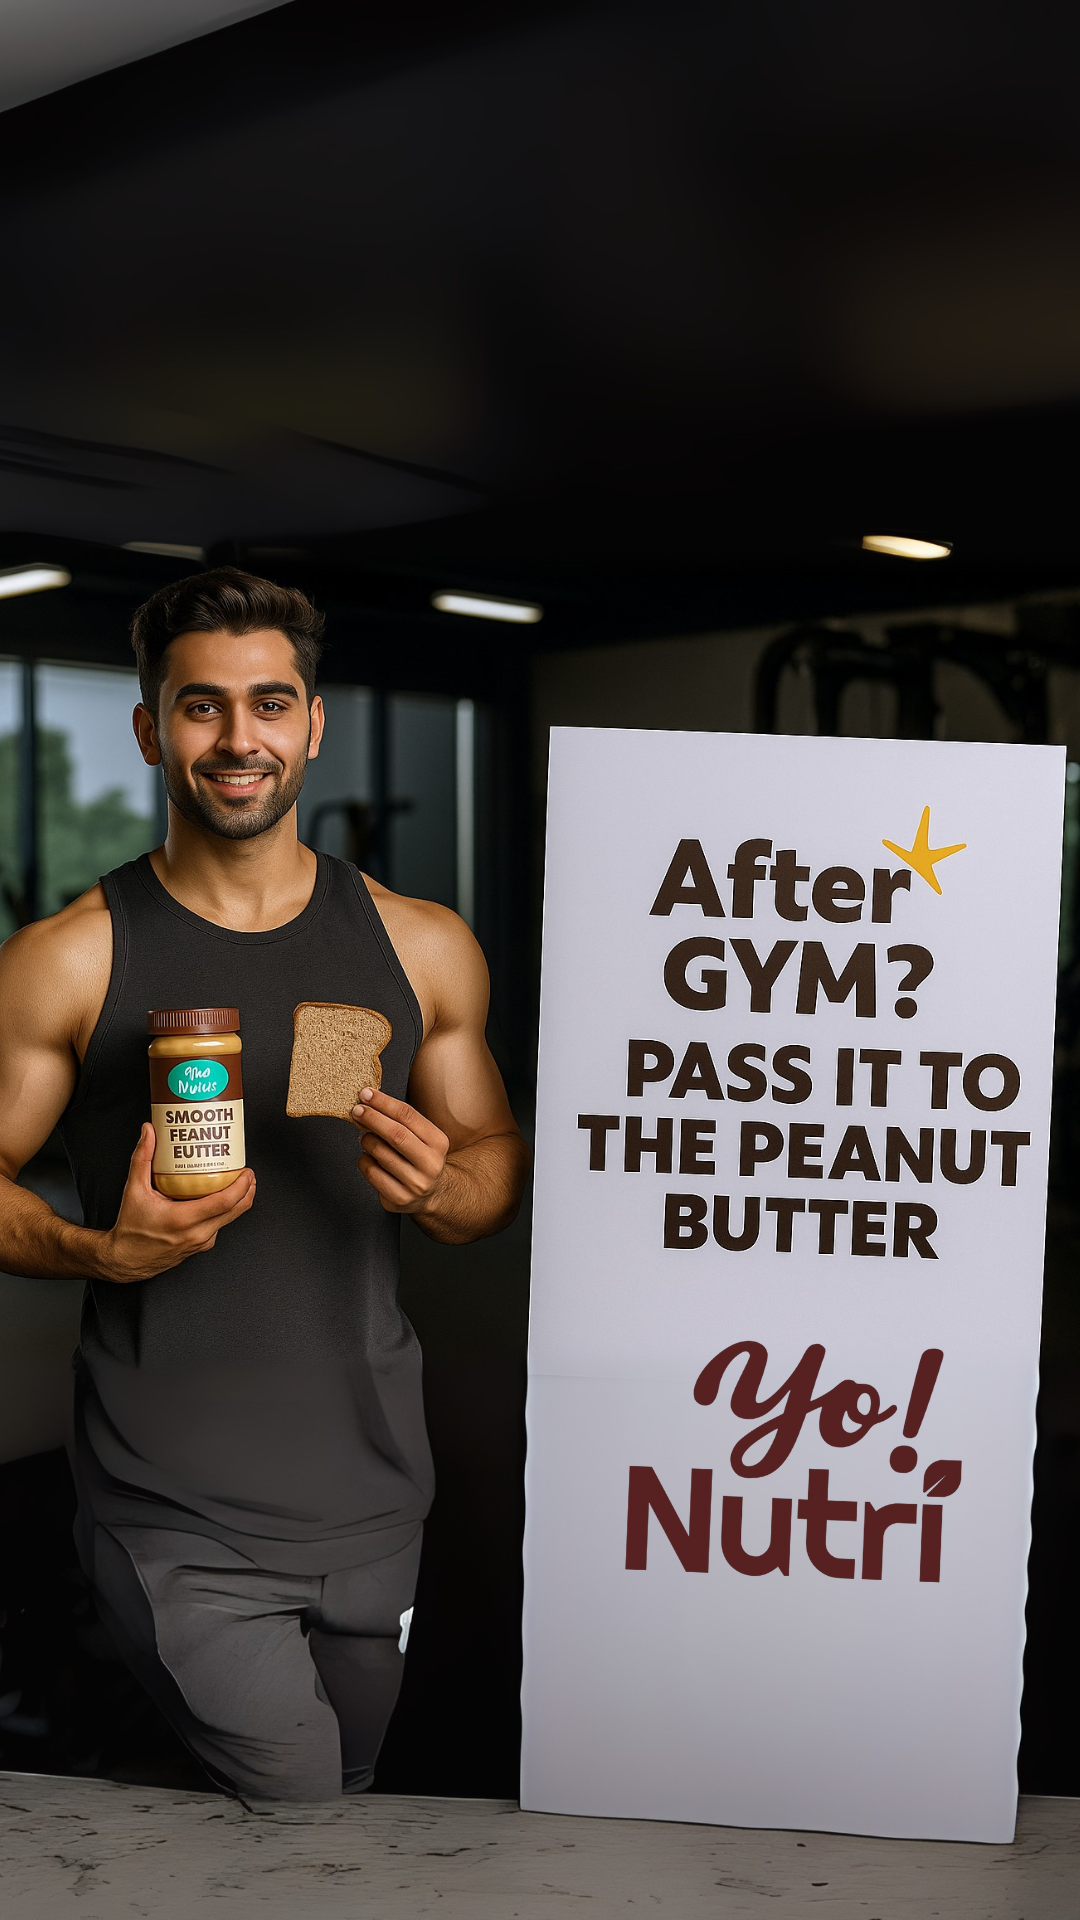 SMOOTH
FEANUT
EUTTER
After
GYM?
PASS IT TO
THE PEANUT
BUTTER
Yo!
Nutri